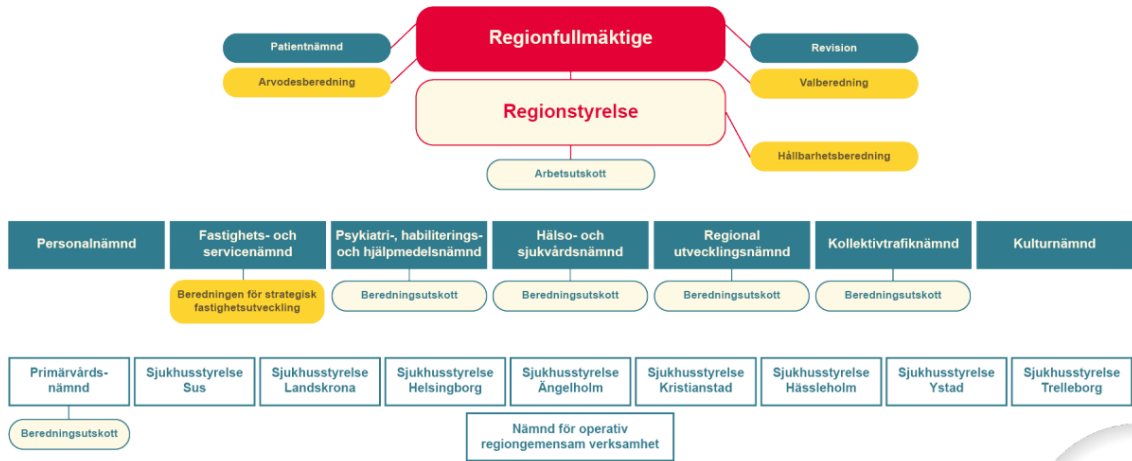 Regionfullmäktige
Patientnämnd
Revision
Arvodesberedning
Valberedning
Regionstyrelse
Hållbarhetsberedning
Arbetsutskott
Personalnämnd
Fastighets- och
servicenämnd
Psykiatri-, habiliterings-
och hjälpmedelsnämnd
Hälso- och
sjukvårdsnämnd
Regional
utvecklingsnämnd
Kollektivtrafiknämnd
Kulturnämnd
Beredningen för strategisk
fastighetsutveckling
Beredningsutskott
Beredningsutskott
Beredningsutskott
Beredningsutskott
Primärvårds-
nämnd
Sjukhusstyrelse
Sus
Sjukhusstyrelse
Landskrona
Sjukhusstyrelse
Helsingborg
Sjukhusstyrelse
Ängelholm
Sjukhusstyrelse
Kristianstad
Sjukhusstyrelse
Hässleholm
Sjukhusstyrelse
Ystad
Sjukhusstyrelse
Trelleborg
Beredningsutskott
Nämnd för operativ
regiongemensam verksamhet